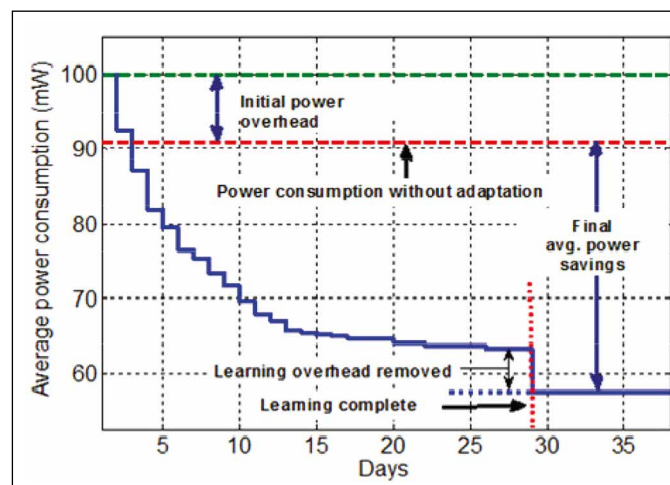 100
90
80
70
60
Average power consumption (mW)
Initial power
overhead
Power consumption without adaptation
Final
avg. power
savings
Learning overhead removed
Learning complete
5
10
15
20
25
30
35
Days